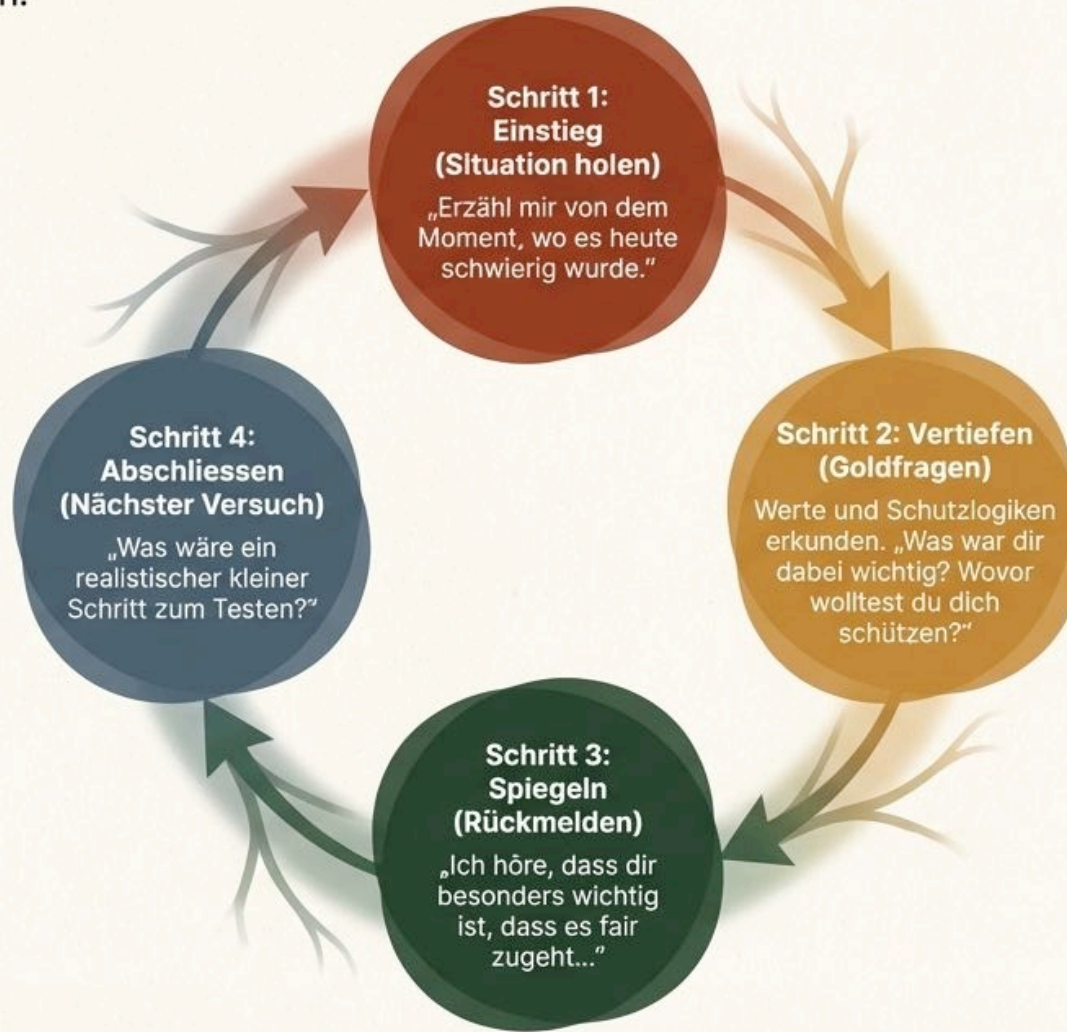 Schritt 1:
Einstieg
(Situation holen)
„Erzähl mir von dem
Moment, wo es heute
schwierig wurde.“
Schritt 2: Vertiefen
(Goldfragen)
Werte und Schutzlogiken
erkunden. „Was war dir
dabei wichtig? Wovor
wolltest du dich
schützen?“
Schritt 3:
Spiegeln
(Rückmelden)
„Ich höre, dass dir
besonders wichtig
ist, dass es fair
zugeht...“
Schritt 4:
Abschliessen
(Nächster Versuch)
„Was wäre ein
realistischer kleiner
Schritt zum Testen?“